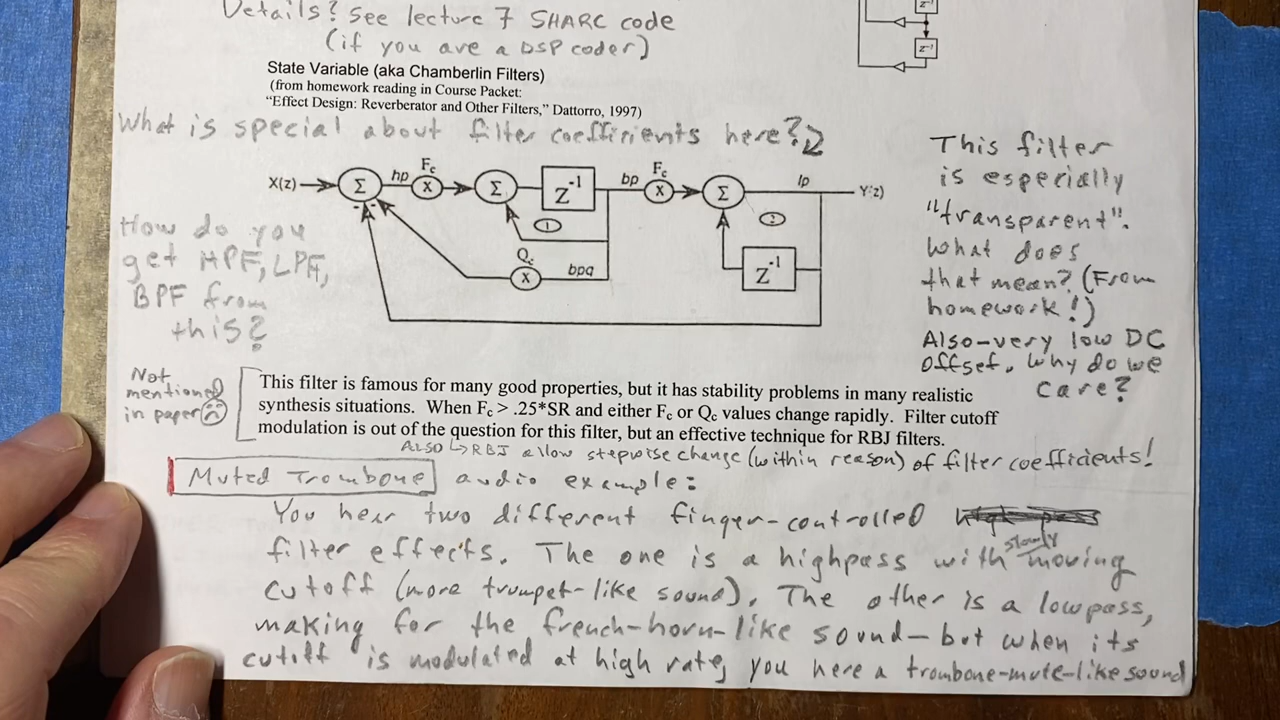 Details? See lecture 7 SHARC code
(if you are a DSP coder)
z⁻¹
z⁻¹
State Variable (aka Chamberlin Filters)
(from homework reading in Course Packet:
"Effect Design: Reverberator and Other Filters," Dattorro, 1997)
What is special about filter coefficients here?
X(z)
Σ
hp
Fc
X
Σ
Z⁻¹
bp
Fc
X
Σ
lp
Y(z)
1
2
Qc
X
bpq
Z⁻¹
How do you
get HPF, LPF,
BPF from
this?
This filter
is especially
"transparent".
What does
that mean? (From
homework!)
Also-very low DC
offset. Why do we
care?
Not
mentioned
in paper
This filter is famous for many good properties, but it has stability problems in many realistic
synthesis situations. When Fc > .25*SR and either Fc or Qc values change rapidly. Filter cutoff
modulation is out of the question for this filter, but an effective technique for RBJ filters.
ALSO RBJ allow stepwise change (within reason) of filter coefficients!
Muted Trombone audio example:
You hear two different finger-controlled
filter effects. The one is a highpass with slowly moving
cutoff (more trumpet-like sound). The other is a lowpass,
making for the french-horn-like sound-but when its
cutoff is modulated at high rate, you here a trombone-mute-like sound